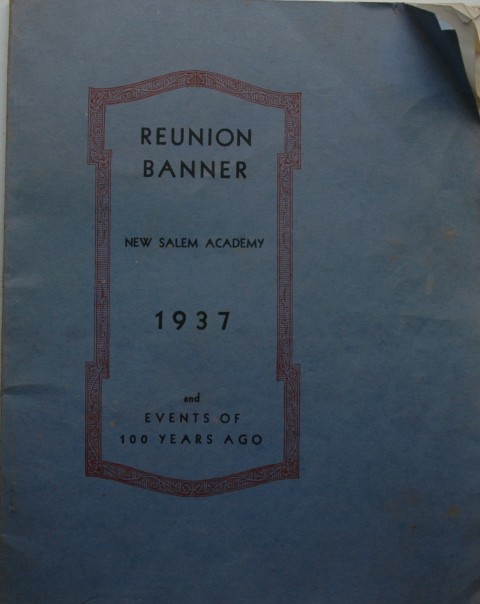 REUNION
BANNER
NEW SALEM ACADEMY
1937
and
EVENTS OF
100 YEARS AGO